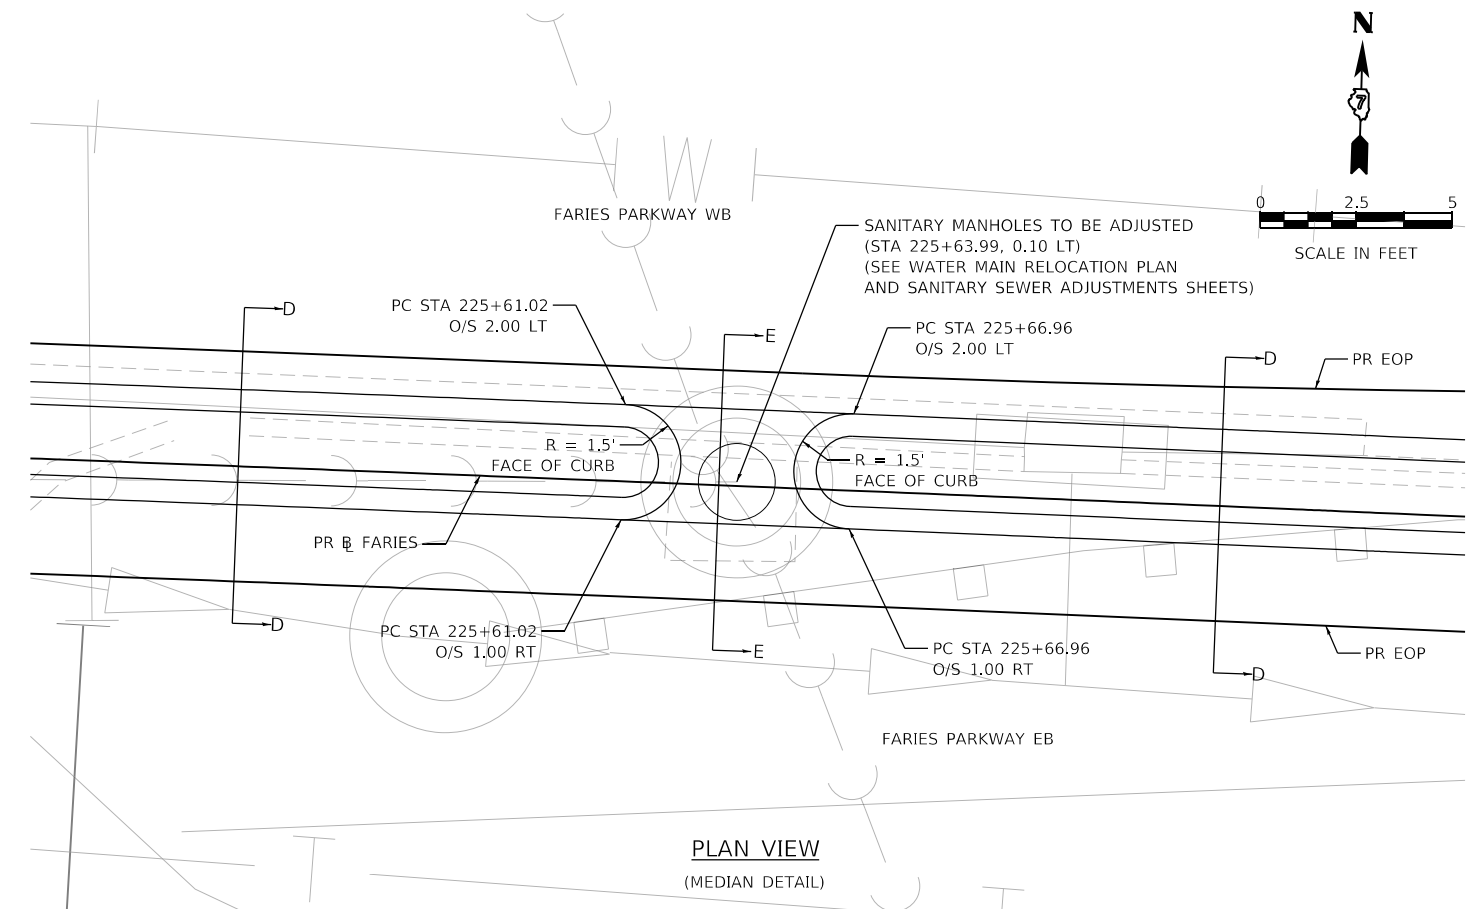 N
7
0 2.5 5
SCALE IN FEET
W
FARIES PARKWAY WB
SANITARY MANHOLES TO BE ADJUSTED
(STA 225+63.99, 0.10 LT)
(SEE WATER MAIN RELOCATION PLAN
AND SANITARY SEWER ADJUSTMENTS SHEETS)
PC STA 225+61.02
O/S 2.00 LT
D
E
PC STA 225+66.96
O/S 2.00 LT
D
PR EOP
R = 1.5'
FACE OF CURB
R = 1.5'
FACE OF CURB
PR ℄ FARIES
D
PC STA 225+61.02
O/S 1.00 RT
E
PC STA 225+66.96
O/S 1.00 RT
D
PR EOP
FARIES PARKWAY EB
PLAN VIEW
(MEDIAN DETAIL)